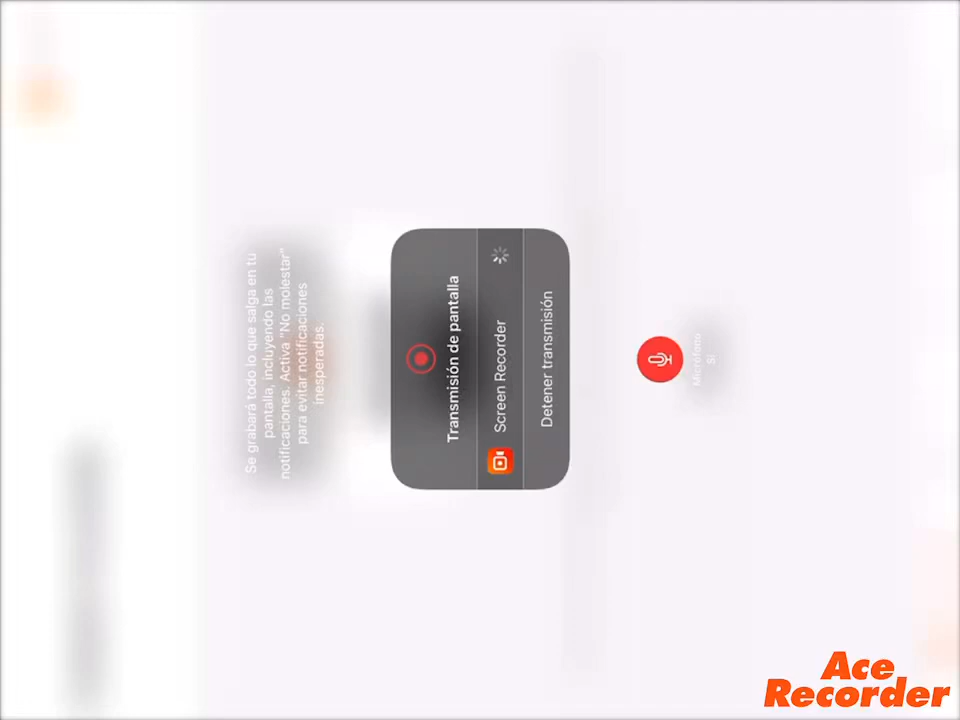 Se grabará todo lo que salga en tu
pantalla, incluyendo las
notificaciones. Activa "No molestar"
para evitar notificaciones
inesperadas.
Transmisión de pantalla
Screen Recorder
Detener transmisión
Micrófono
Sí
Ace
Recorder